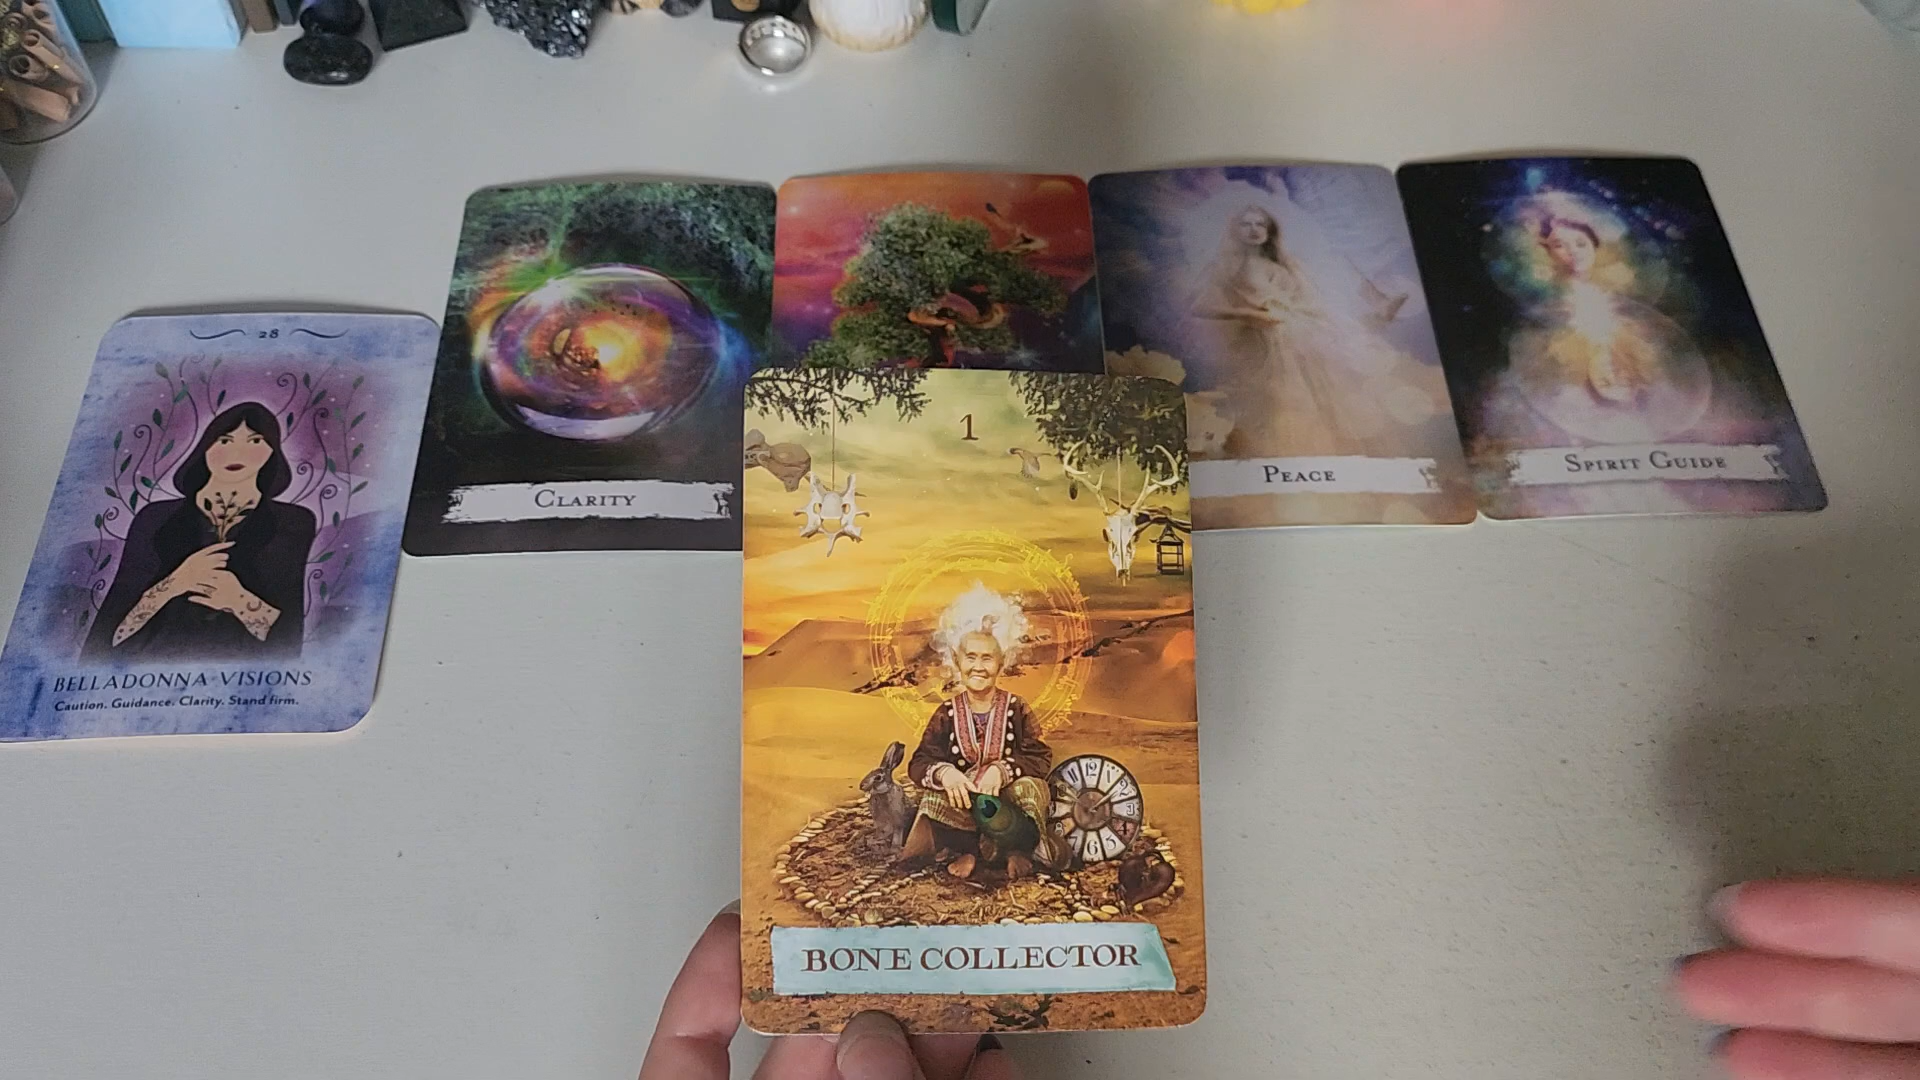 28
BELLADONNA VISIONS
Caution. Guidance. Clarity. Stand firm.
CLARITY
PEACE
SPIRIT GUIDE
1
BONE COLLECTOR